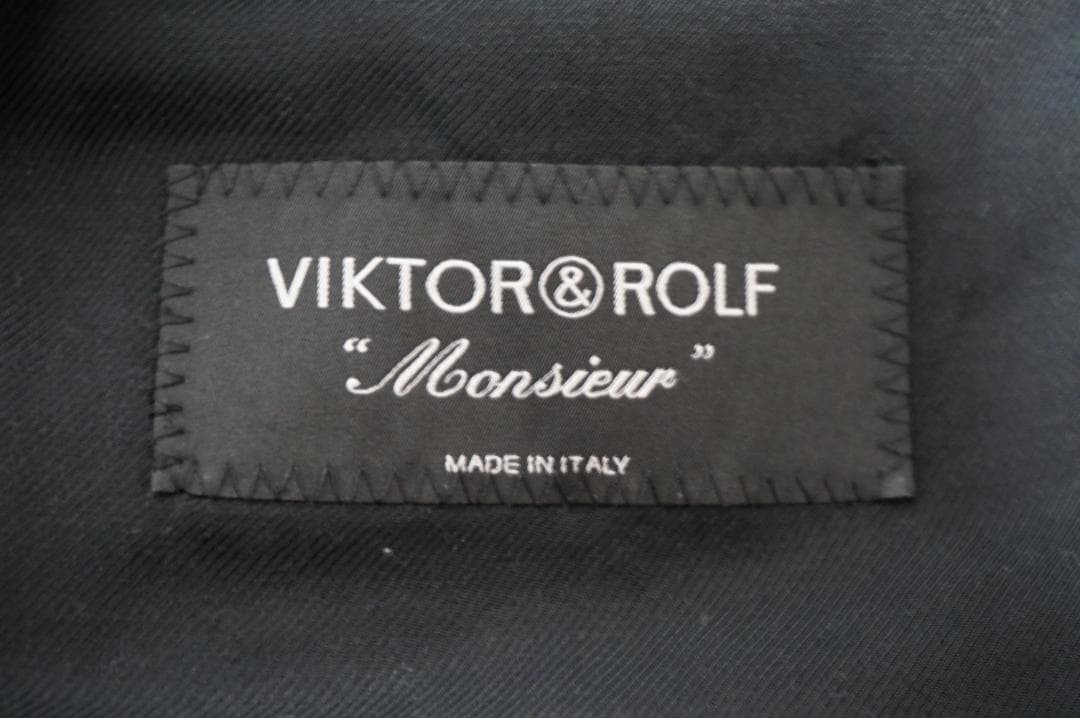 VIKTOR&ROLF
“Monsieur”
MADE IN ITALY